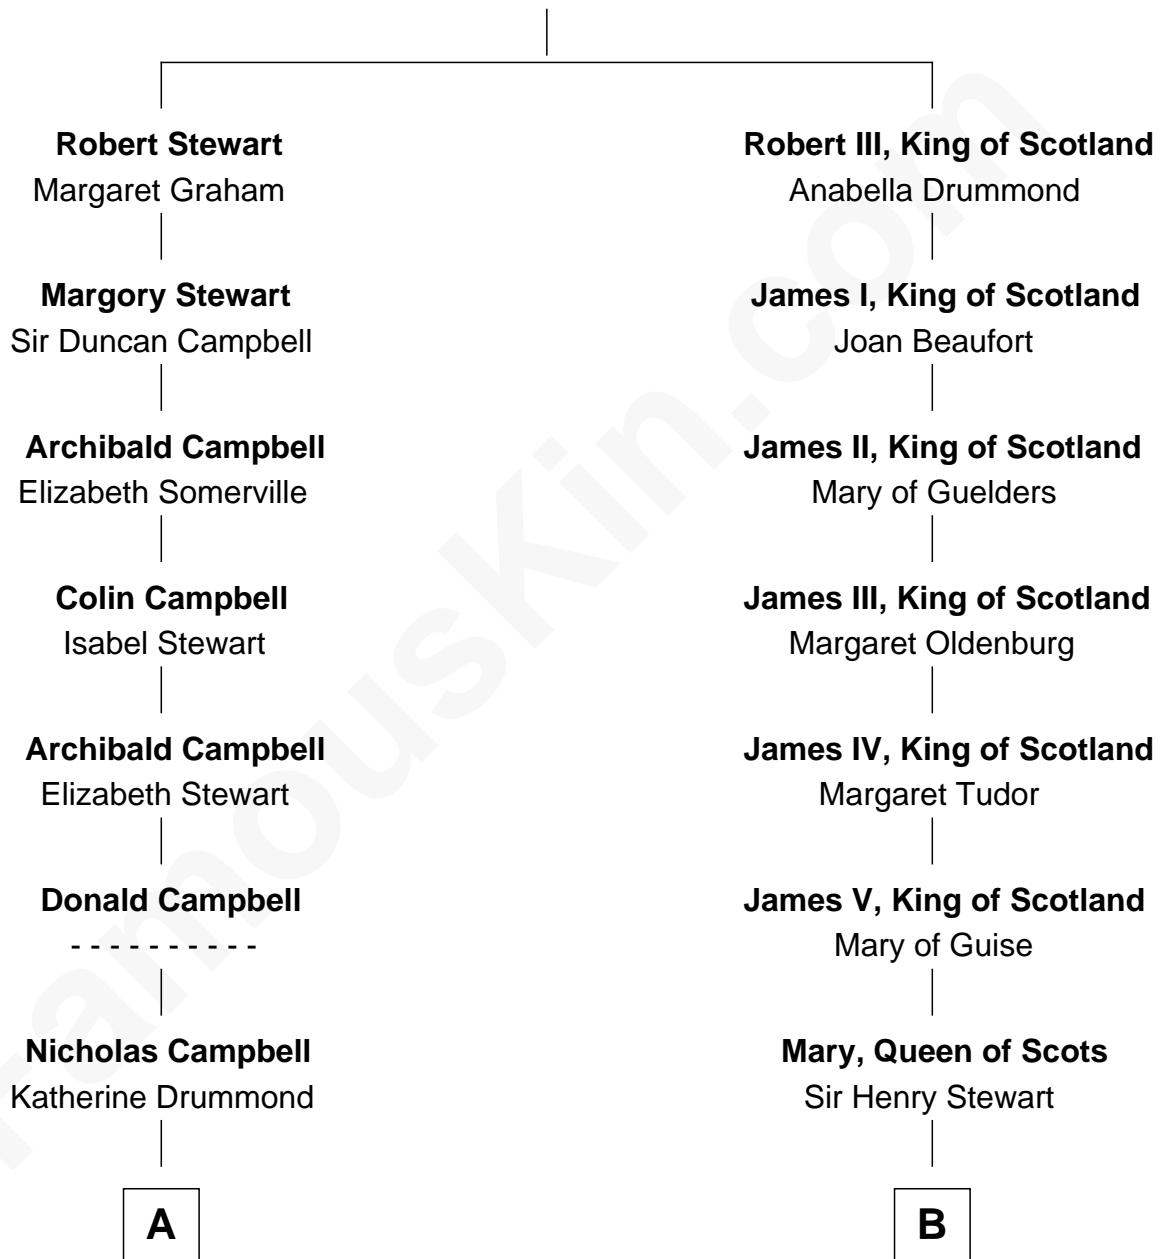 Robert Stewart
Margaret Graham
Margory Stewart
Sir Duncan Campbell
Archibald Campbell
Elizabeth Somerville
Colin Campbell
Isabel Stewart
Archibald Campbell
Elizabeth Stewart
Donald Campbell
- - - - - - - - - -
Nicholas Campbell
Katherine Drummond
A
Robert III, King of Scotland
Anabella Drummond
James I, King of Scotland
Joan Beaufort
James II, King of Scotland
Mary of Guelders
James III, King of Scotland
Margaret Oldenburg
James IV, King of Scotland
Margaret Tudor
James V, King of Scotland
Mary of Guise
Mary, Queen of Scots
Sir Henry Stewart
B
FamousKin.com